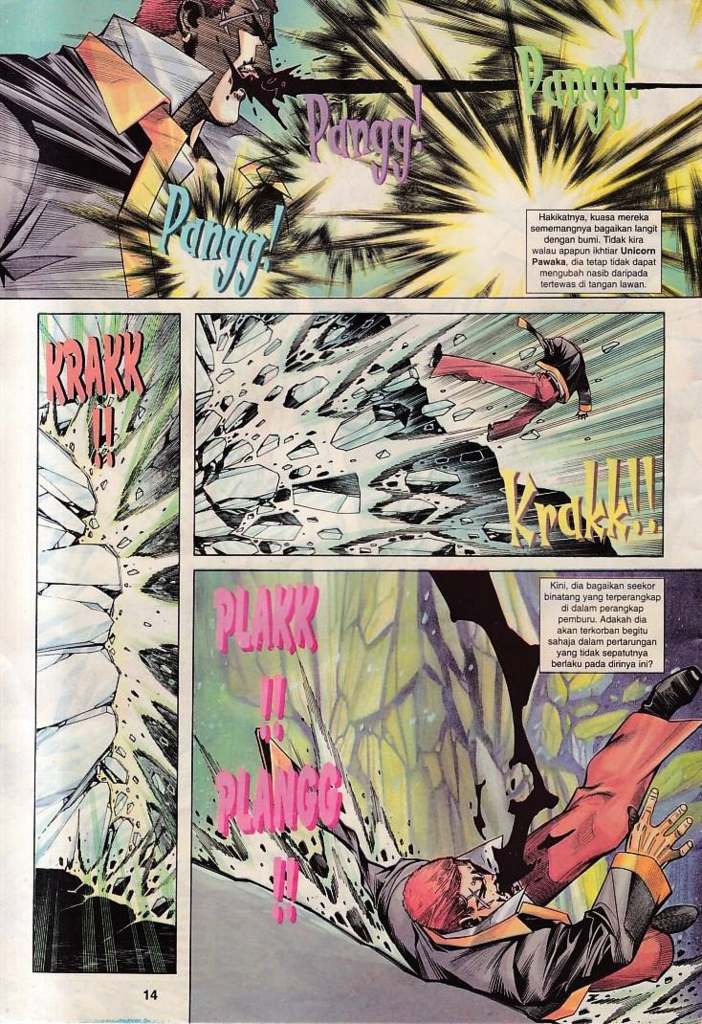 Pangg!
Pangg!
Pangg!
Hakikatnya, kuasa mereka
sememangnya bagaikan langit
dengan bumi. Tidak kira
walau apapun ikhtiar Unicorn
Pawaka, dia tetap tidak dapat
mengubah nasib daripada
tertewas di tangan lawan.
KRAKK
!!
Krakk!!
PLAKK
!!
PLANGG
!!
Kini, dia bagaikan seekor
binatang yang terperangkap
di dalam perangkap
pemburu. Adakah dia
akan terkorban begitu
sahaja dalam pertarungan
yang tidak sepatutnya
berlaku pada dirinya ini?
14